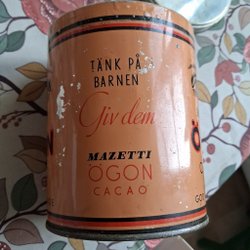 TÄNK PÅ
BARNEN
Giv dem
MAZETTI
ÖGON
CACAO